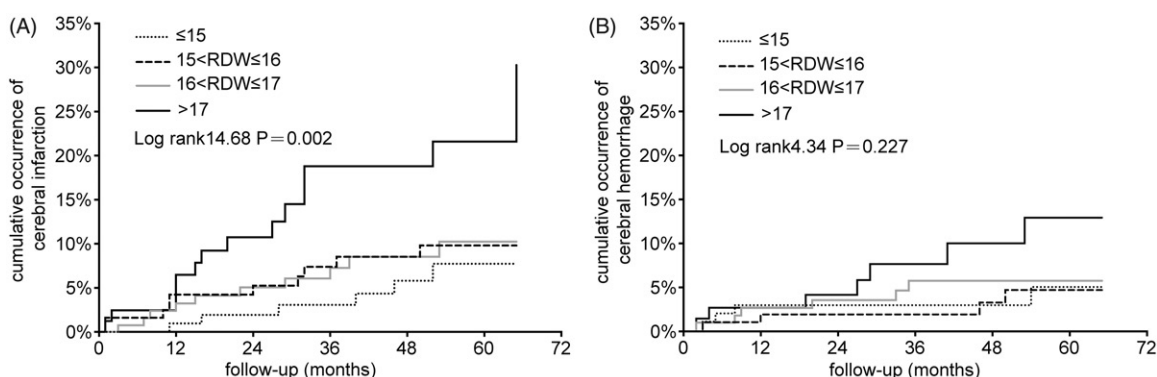 (A)
35%
30%
25%
20%
15%
10%
5%
0%
cumulative occurrence of
cerebral infarction
≤15
15<RDW≤16
16<RDW≤17
>17
Log rank14.68 P=0.002
0 12 24 36 48 60 72
follow-up (months)
(B)
35%
30%
25%
20%
15%
10%
5%
0%
cumulative occurrence of
cerebral hemorrhage
≤15
15<RDW≤16
16<RDW≤17
>17
Log rank4.34 P=0.227
0 12 24 36 48 60 72
follow-up (months)